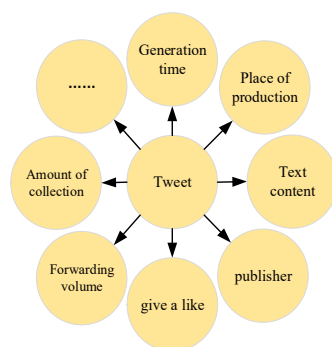 Generation
time
......
Place of
production
Amount of
collection
Tweet
Text
content
Forwarding
volume
publisher
give a like